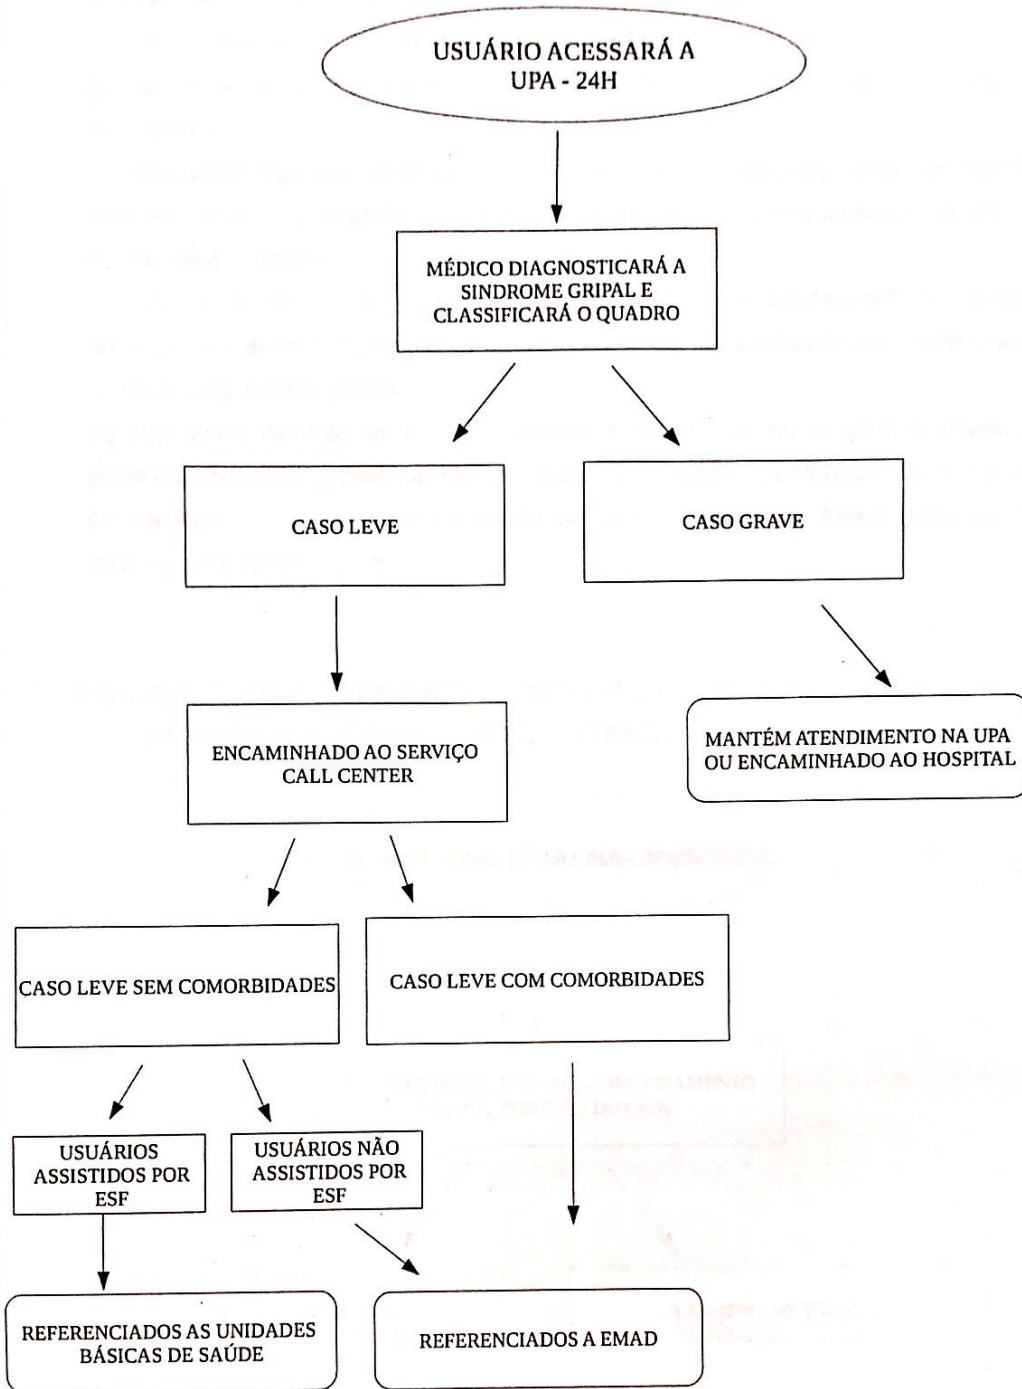 USUÁRIO ACESSARÁ A
UPA - 24H
MÉDICO DIAGNOSTICARÁ A
SINDROME GRIPAL E
CLASSIFICARÁ O QUADRO
CASO LEVE
CASO GRAVE
ENCAMINHADO AO SERVIÇO
CALL CENTER
MANTÉM ATENDIMENTO NA UPA
OU ENCAMINHADO AO HOSPITAL
CASO LEVE SEM COMORBIDADES
CASO LEVE COM COMORBIDADES
USUÁRIOS
ASSISTIDOS POR
ESF
USUÁRIOS NÃO
ASSISTIDOS POR
ESF
REFERENCIADOS AS UNIDADES
BÁSICAS DE SAÚDE
REFERENCIADOS A EMAD